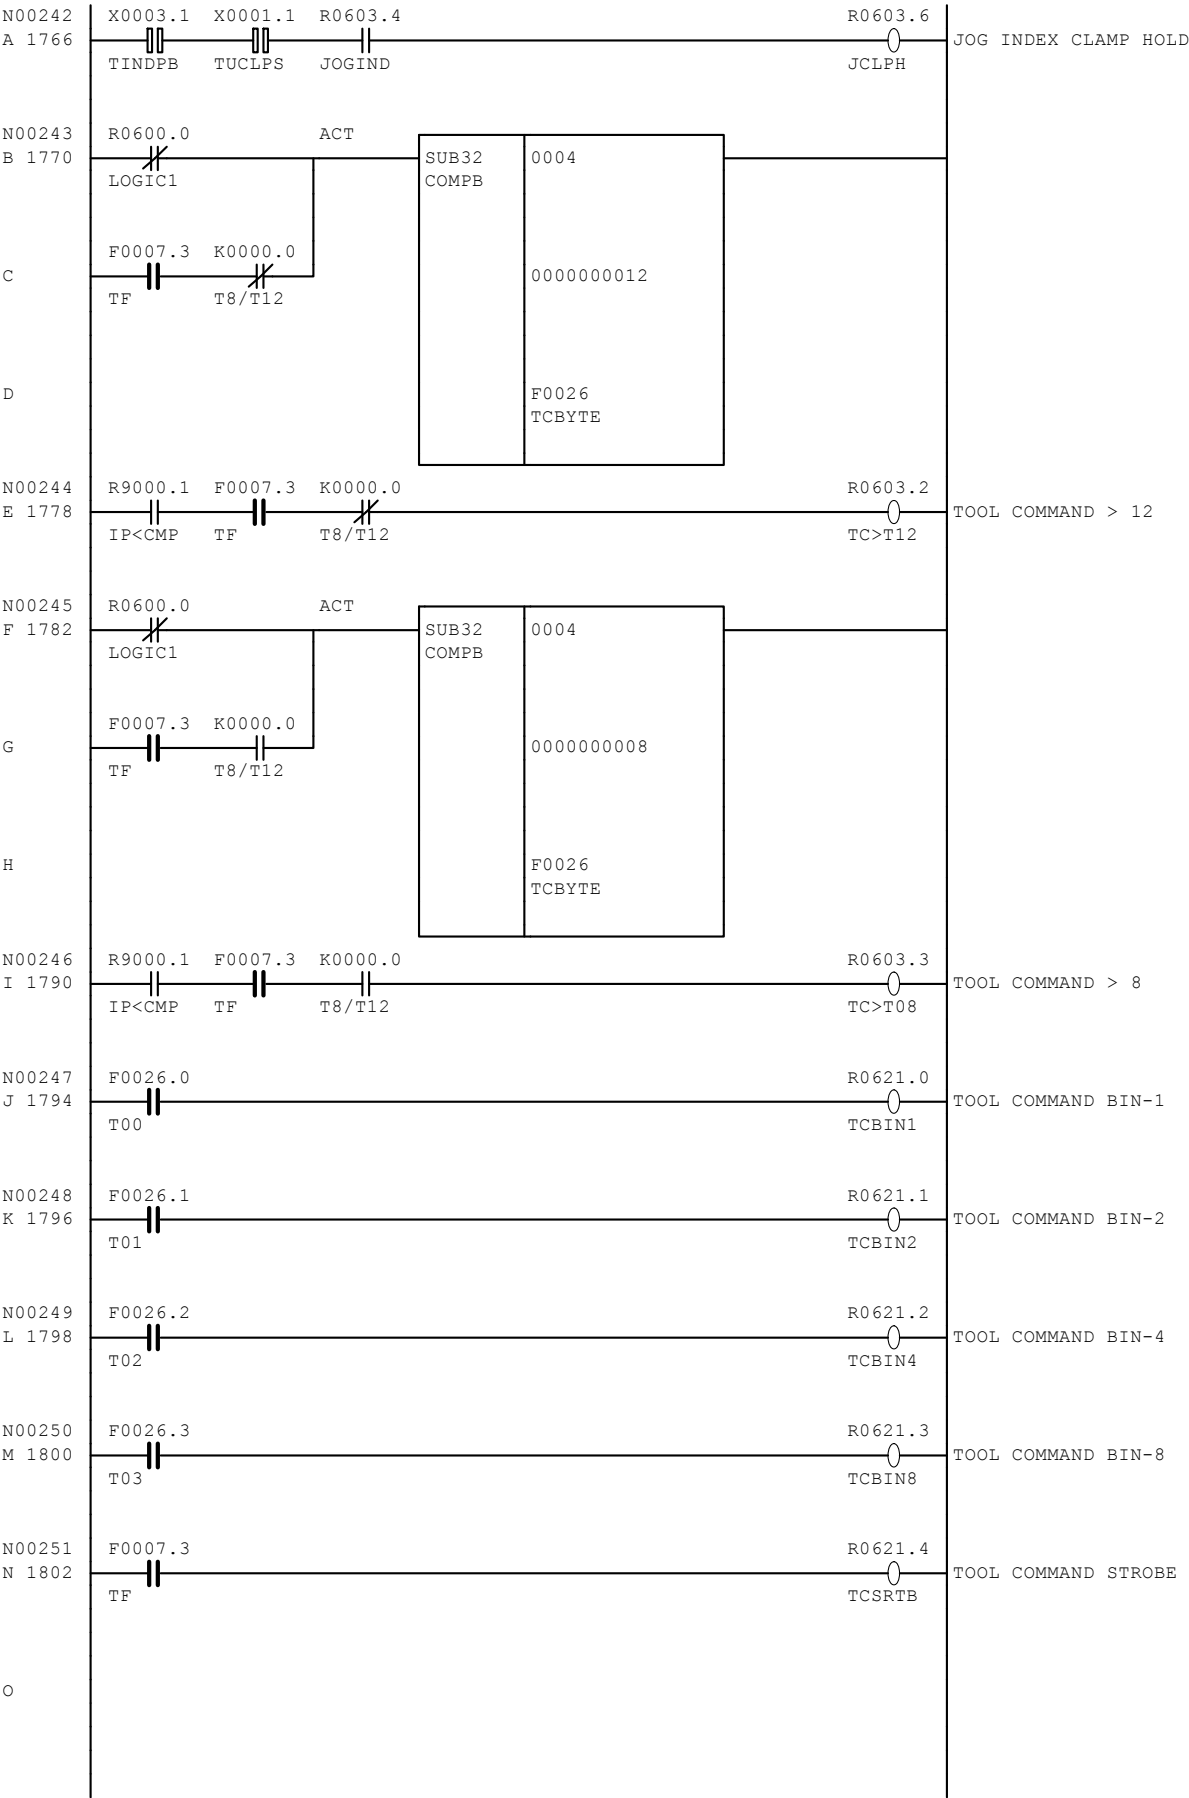 N00242 X0003.1 X0001.1 R0603.4 R0603.6
A 1766 JOG INDEX CLAMP HOLD
TINDPB TUCLPS JOGIND JCLPH
N00243 R0600.0 ACT
B 1770 SUB32 0004
LOGIC1 COMPB
F0007.3 K0000.0
C 0000000012
TF T8/T12
D F0026
TCBYTE
N00244 R9000.1 F0007.3 K0000.0 R0603.2
E 1778 TOOL COMMAND > 12
IP<CMP TF T8/T12 TC>T12
N00245 R0600.0 ACT
F 1782 SUB32 0004
LOGIC1 COMPB
F0007.3 K0000.0
G 0000000008
TF T8/T12
H F0026
TCBYTE
N00246 R9000.1 F0007.3 K0000.0 R0603.3
I 1790 TOOL COMMAND > 8
IP<CMP TF T8/T12 TC>T08
N00247 F0026.0 R0621.0
J 1794 TOOL COMMAND BIN-1
T00 TCBIN1
N00248 F0026.1 R0621.1
K 1796 TOOL COMMAND BIN-2
T01 TCBIN2
N00249 F0026.2 R0621.2
L 1798 TOOL COMMAND BIN-4
T02 TCBIN4
N00250 F0026.3 R0621.3
M 1800 TOOL COMMAND BIN-8
T03 TCBIN8
N00251 F0007.3 R0621.4
N 1802 TOOL COMMAND STROBE
TF TCSRTB
O